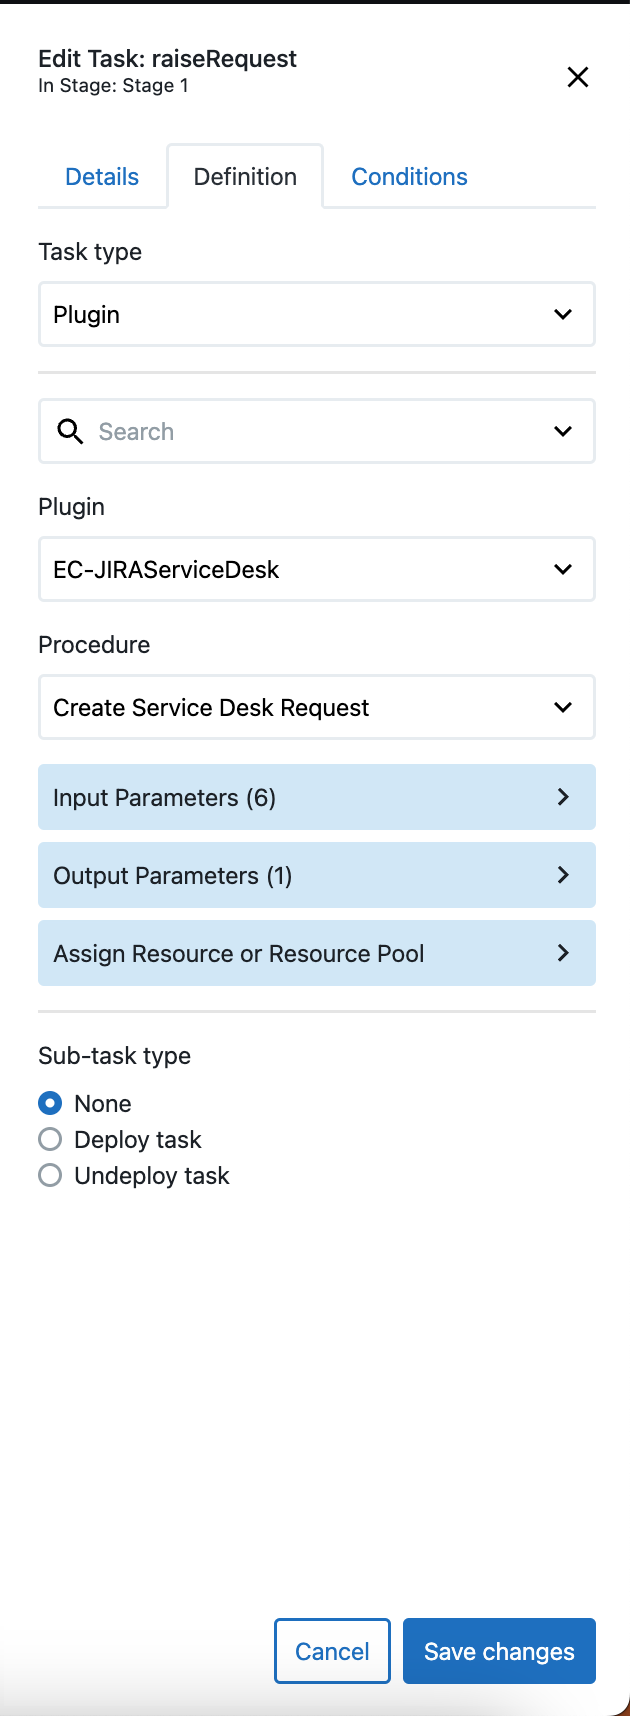 Edit Task: raiseRequest
In Stage: Stage 1
Details Definition Conditions
Task type
Plugin
Search
Plugin
EC-JIRAServiceDesk
Procedure
Create Service Desk Request
Input Parameters (6)
Output Parameters (1)
Assign Resource or Resource Pool
Sub-task type
None
Deploy task
Undeploy task
Cancel Save changes